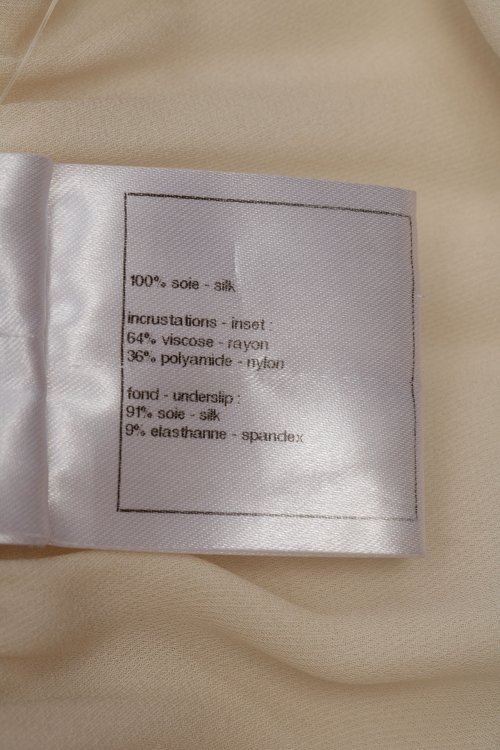 100% soie - silk
incrustations - inset :
64% viscose - rayon
36% polyamide - nylon
fond - underslip :
91% soie - silk
9% elasthanne - spandex